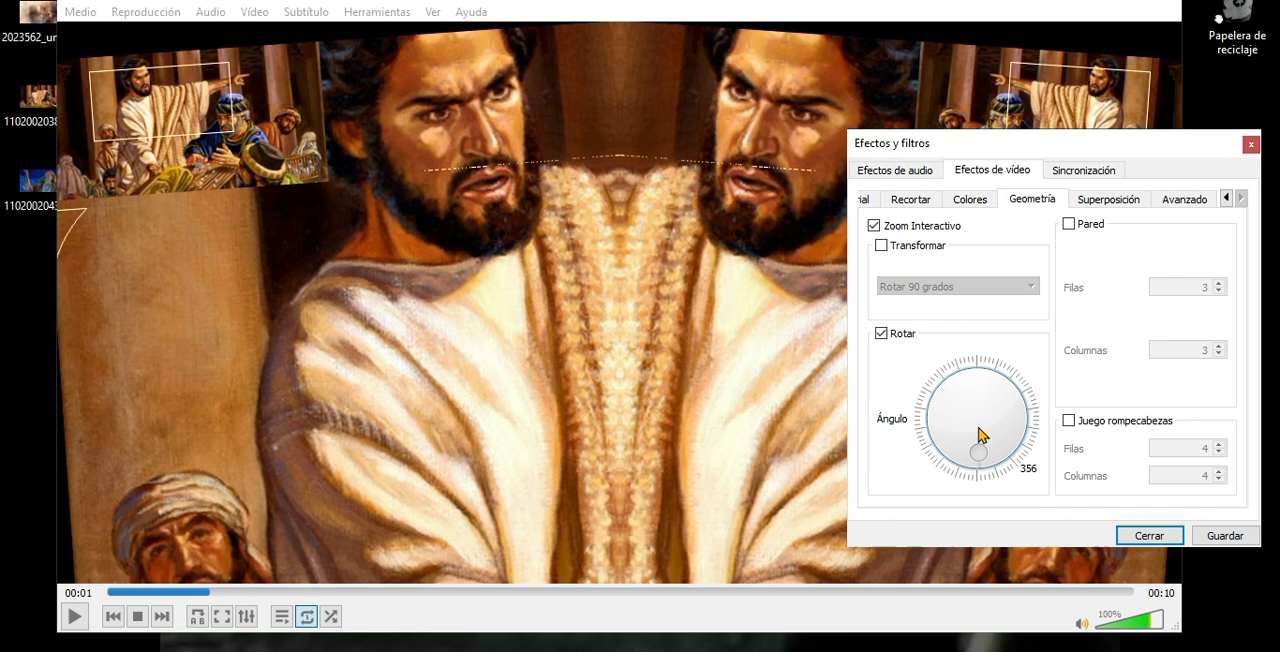 Medio Reproducción Audio Vídeo Subtítulo Herramientas Ver Ayuda
2023562_ur
1102002038
1102002043
Papelera de
reciclaje
Efectos y filtros
Efectos de audio Efectos de vídeo Sincronización
ial Recortar Colores Geometría Superposición Avanzado
Zoom Interactivo
Transformar
Rotar 90 grados
Rotar
Ángulo
356
Pared
Filas 3
Columnas 3
Juego rompecabezas
Filas 4
Columnas 4
Cerrar Guardar
00:01 00:10
A B
100%